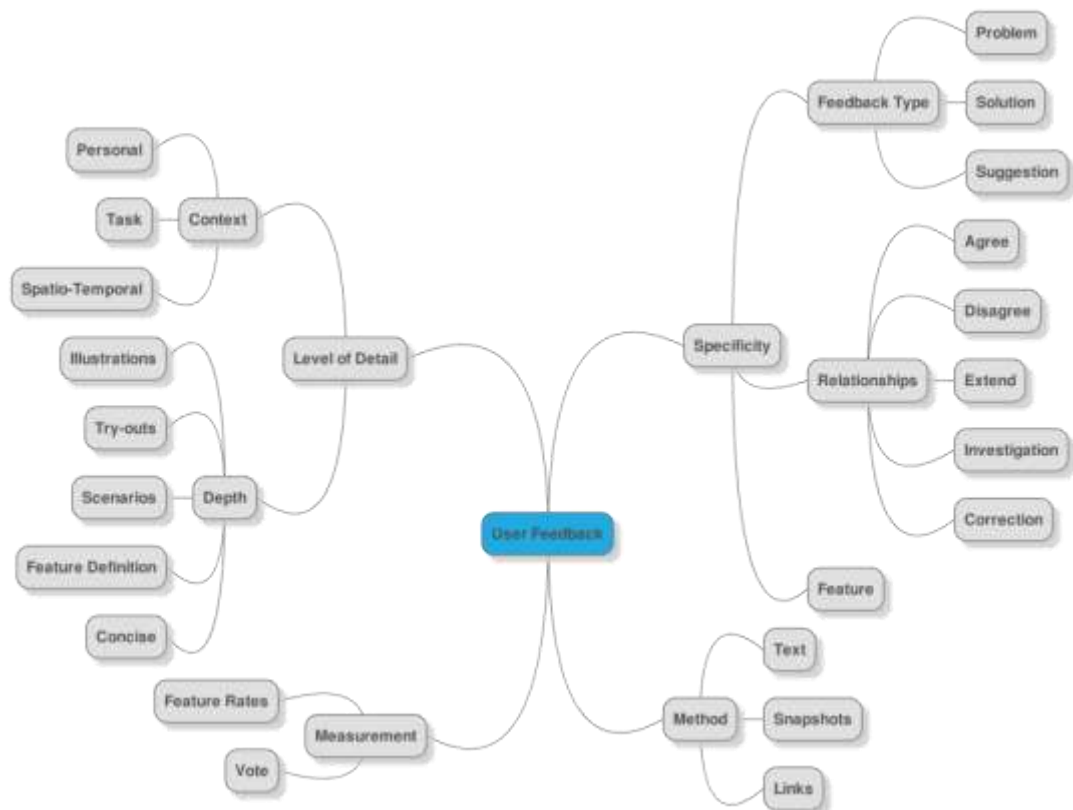 Problem
Feedback Type
Solution
Suggestion
Personal
Task
Context
Spatio-Temporal
Agree
Disagree
Specificity
Relationships
Extend
Investigation
Correction
Illustrations
Level of Detail
Try-outs
Scenarios
Depth
Feature Definition
Concise
User Feedback
Feature
Text
Method
Snapshots
Links
Feature Rates
Measurement
Vote